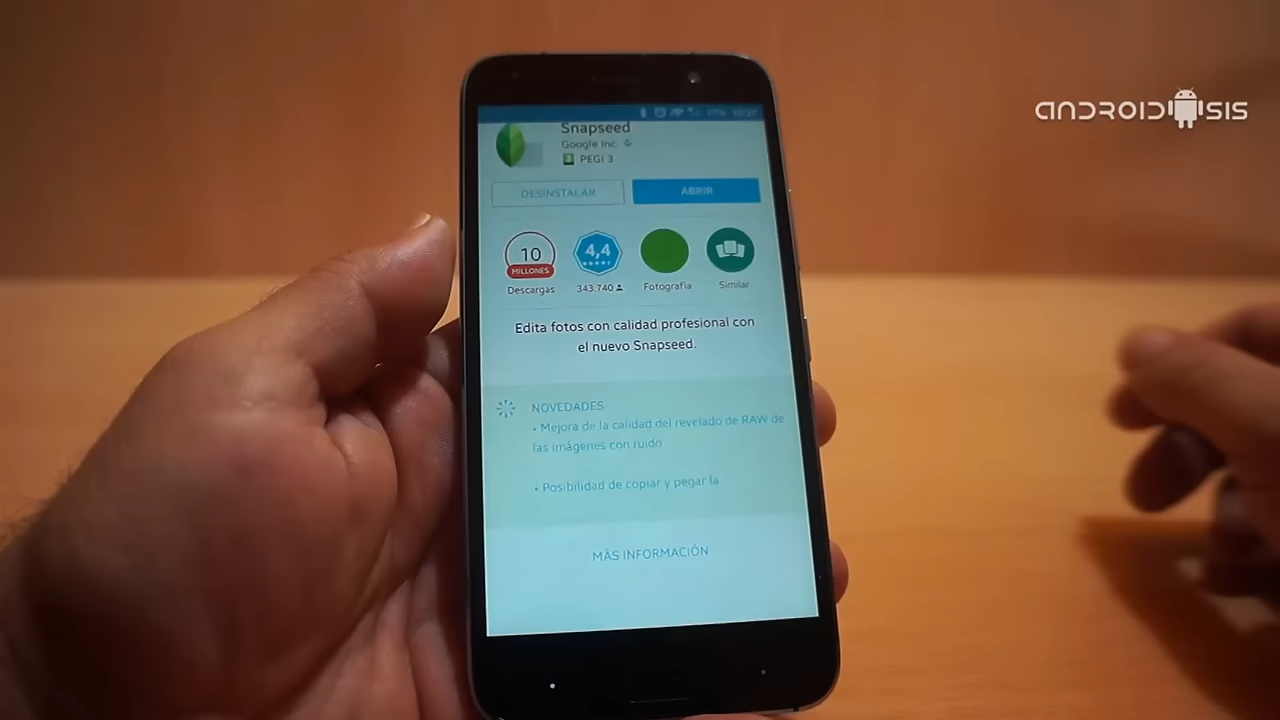 ANDROIDSIS
Snapseed
Google Inc.
3 PEGI 3
DESINSTALAR
ABRIR
10
MILLONES
Descargas
4,4
343.740
Fotografía
Similar
Edita fotos con calidad profesional con
el nuevo Snapseed.
NOVEDADES
• Mejora de la calidad del revelado de RAW de
las imágenes con ruido
• Posibilidad de copiar y pegar la
MÁS INFORMACIÓN